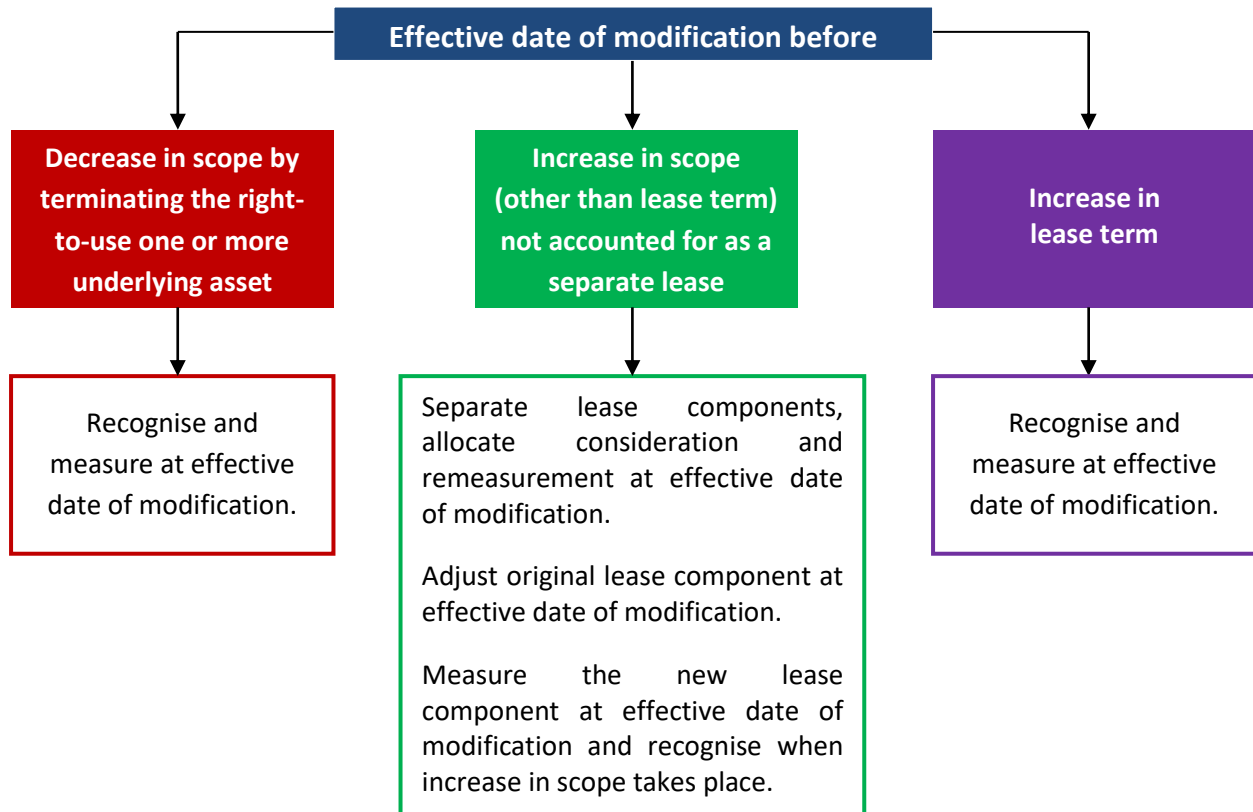 Effective date of modification before
Decrease in scope by
terminating the right-
to-use one or more
underlying asset
Increase in scope
(other than lease term)
not accounted for as a
separate lease
Increase in
lease term
Recognise and
measure at effective
date of modification.
Separate lease components,
allocate consideration and
remeasurement at effective date
of modification.
Adjust original lease component at
effective date of modification.
Measure the new lease
component at effective date of
modification and recognise when
increase in scope takes place.
Recognise and
measure at effective
date of modification.